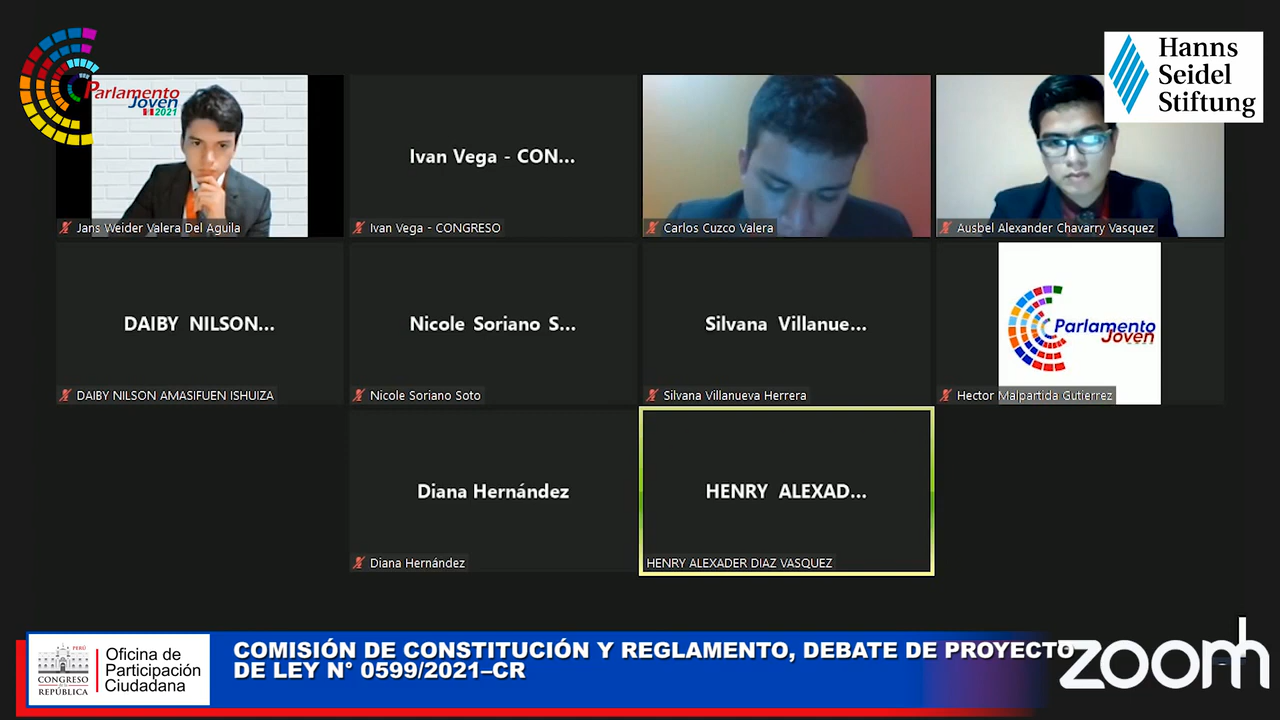 Parlamento
Joven
2021
Hanns
Seidel
Stiftung
Jans Weider Valera Del Aguila
Ivan Vega - CON...
Ivan Vega - CONGRESO
Carlos Cuzco Valera
Ausbel Alexander Chavarry Vasquez
DAIBY NILSON...
DAIBY NILSON AMASIFUEN ISHUIZA
Nicole Soriano S...
Nicole Soriano Soto
Silvana Villanue...
Silvana Villanueva Herrera
Parlamento
Joven
Hector Malpartida Gutierrez
Diana Hernández
Diana Hernández
HENRY ALEXAD...
HENRY ALEXADER DIAZ VASQUEZ
PERÚ
CONGRESO
de la
REPÚBLICA
Oficina de
Participación
Ciudadana
COMISIÓN DE CONSTITUCIÓN Y REGLAMENTO, DEBATE DE PROYECTO
DE LEY N° 0599/2021–CR
zoom